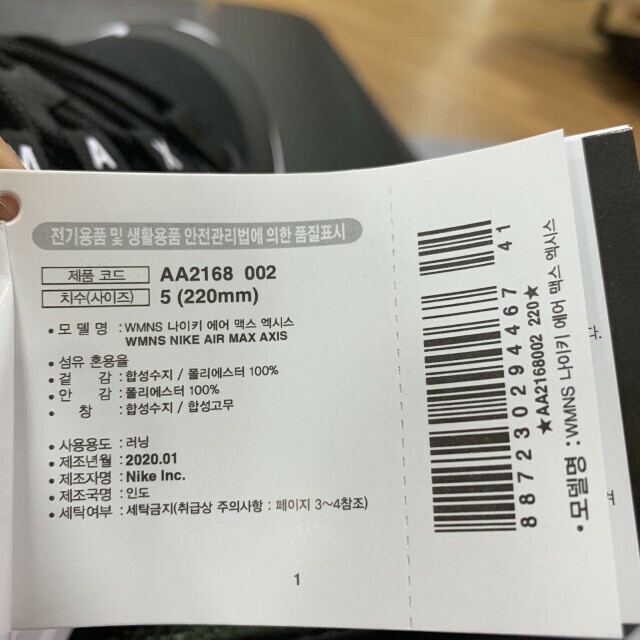 MAX
전기용품 및 생활용품 안전관리법에 의한 품질표시
제품 코드 AA2168 002
치수(사이즈) 5 (220mm)
• 모 델 명 : WMNS 나이키 에어 맥스 엑시스
WMNS NIKE AIR MAX AXIS
• 섬유 혼용율
• 겉 감 : 합성수지 / 폴리에스터 100%
• 안 감 : 폴리에스터 100%
• 창 : 합성수지 / 합성고무
• 사용용도 : 러닝
• 제조년월 : 2020.01
• 제조자명 : Nike Inc.
• 제조국명 : 인도
• 세탁여부 : 세탁금지(취급상 주의사항 : 페이지 3~4참조)
1
887230294467 41
★AA2168002 220★
• 모델명 : WMNS 나이키 에어 맥스 엑시스
다.